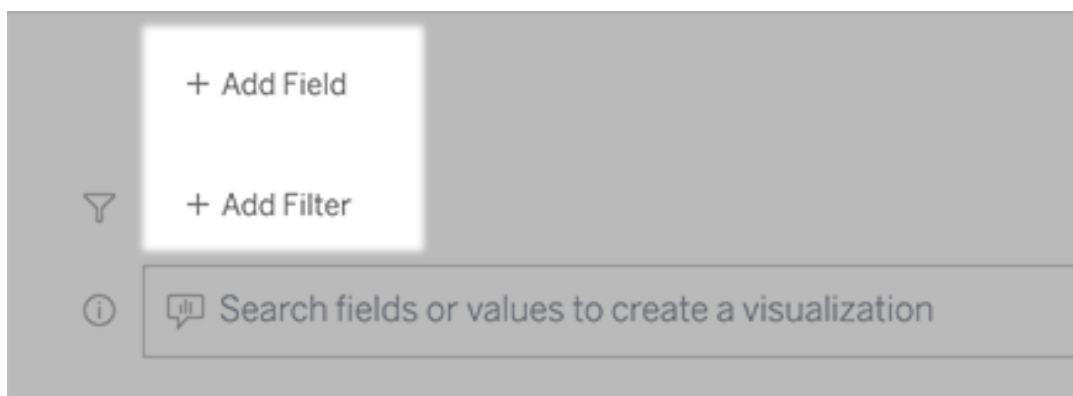 + Add Field
+ Add Filter
Search fields or values to create a visualization